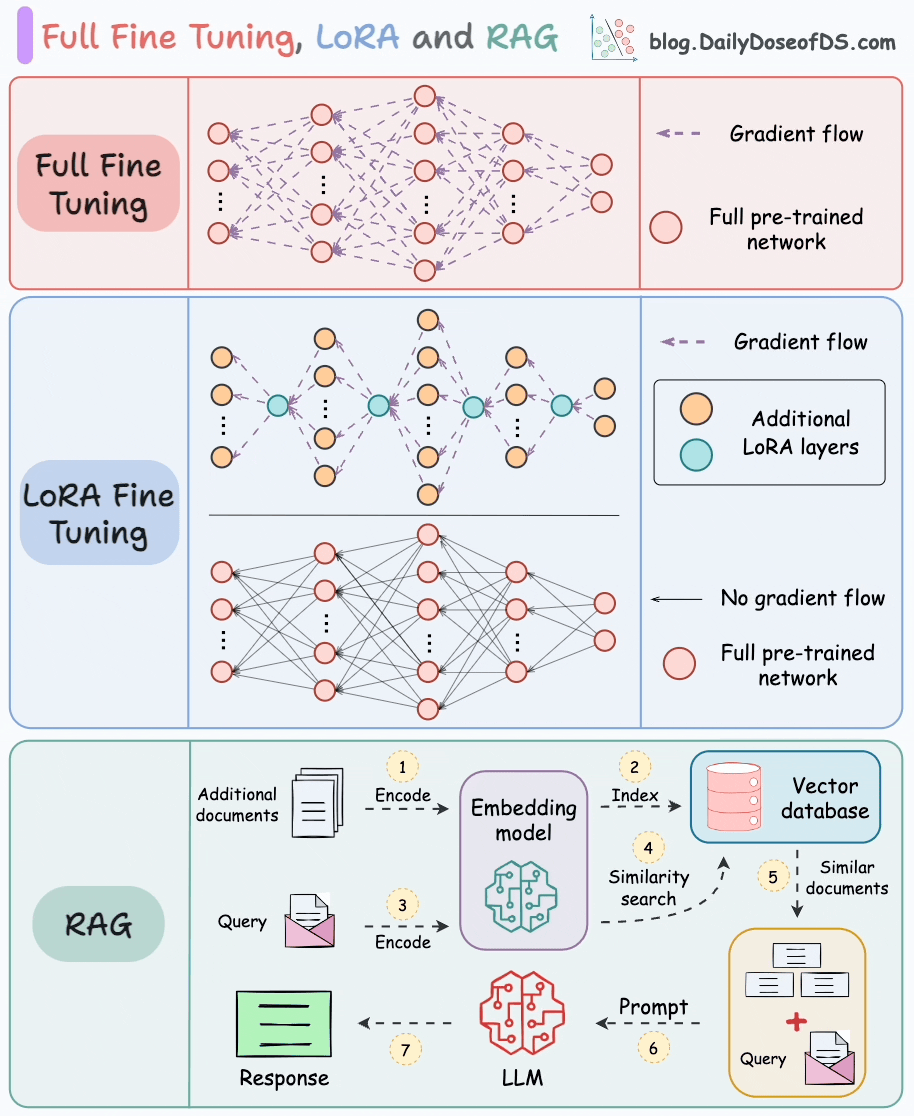 Full Fine Tuning, LoRA and RAG
blog.DailyDoseofDS.com
Full Fine
Tuning
Gradient flow
Full pre-trained
network
LoRA Fine
Tuning
Gradient flow
Additional
LoRA layers
No gradient flow
Full pre-trained
network
RAG
Additional
documents
1
Encode
Embedding
model
2
Index
Vector
database
Query
3
Encode
4
Similarity
search
5
Similar
documents
Query
Prompt
6
LLM
7
Response